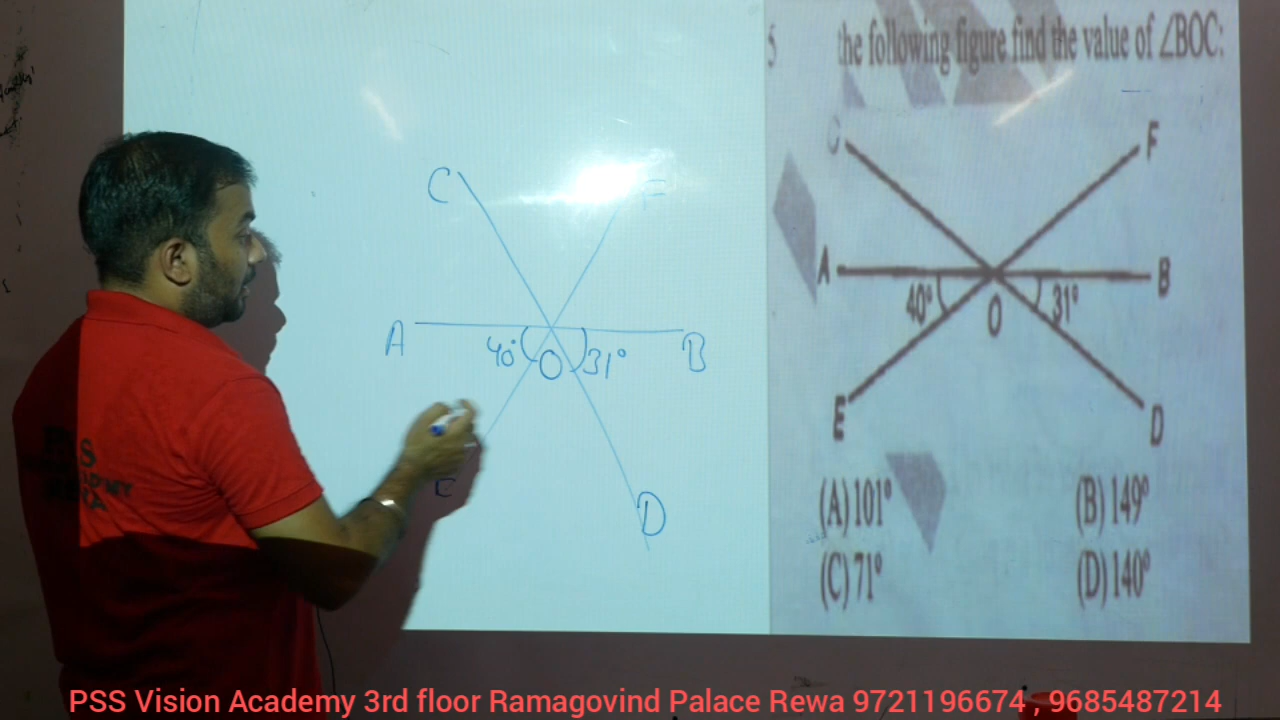 5 the following figure find the value of ∠BOC:
C F
A B
40° O 31°
E D
(A) 101° (B) 149°
(C) 71° (D) 140°
C F
A B
40° O 31°
E
D
PSS Vision Academy 3rd floor Ramagovind Palace Rewa 9721196674 , 9685487214